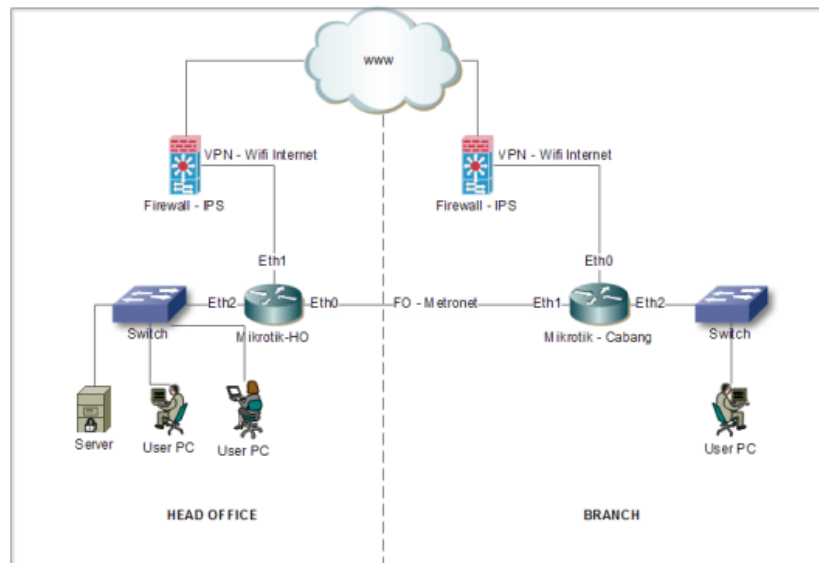 www
VPN - Wifi Internet
VPN - Wifi Internet
Firewall - IPS
Firewall - IPS
Eth1
Eth0
Eth2
Eth0
FO - Metronet
Eth1
Eth2
Switch
Mikrotik-HO
Mikrotik - Cabang
Switch
Server
User PC
User PC
User PC
HEAD OFFICE
BRANCH